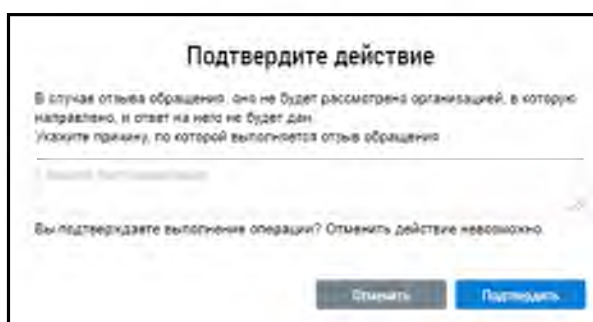 Подтвердите действие
В случае отзыва обращения, оно не будет рассмотрено организацией, в которую
направлено, и ответ на него не будет дан.
Укажите причину, по которой выполняется отзыв обращения
Вы подтверждаете выполнение операции? Отменить действие невозможно.
Отменить
Подтвердить